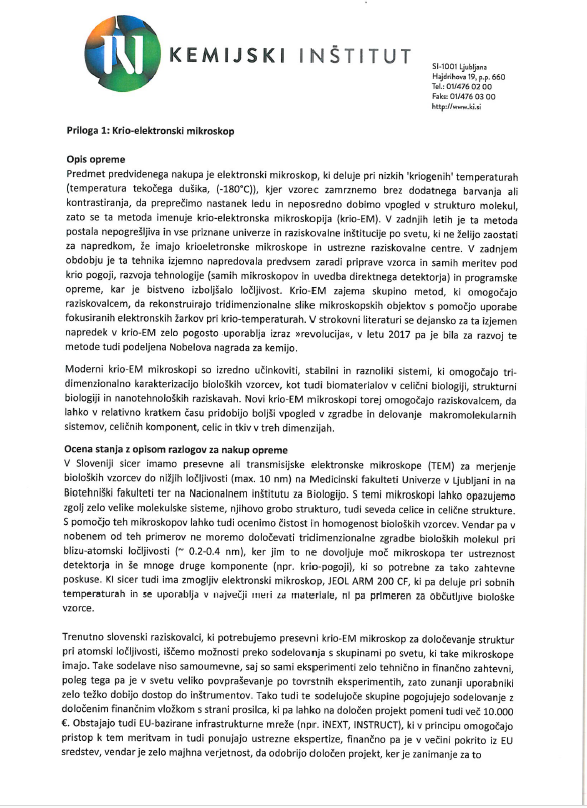 KEMIJSKI INŠTITUT
SI-1001 Ljubljana
Hajdrihova 19, p.p. 660
Tel.: 01/476 02 00
Faks: 01/476 03 00
http://www.ki.si
Priloga 1: Krio-elektronski mikroskop
Opis opreme
Predmet predvidenega nakupa je elektronski mikroskop, ki deluje pri nizkih 'kriogenih' temperaturah
(temperatura tekočega dušika, (-180°C)), kjer vzorec zamrznemo brez dodatnega barvanja ali
kontrastiranja, da preprečimo nastanek ledu in neposredno dobimo vpogled v strukturo molekul,
zato se ta metoda imenuje krio-elektronska mikroskopija (krio-EM). V zadnjih letih je ta metoda
postala nepogrešljiva in vse priznane univerze in raziskovalne inštitucije po svetu, ki ne želijo zaostati
za napredkom, že imajo krioeletronske mikroskope in ustrezne raziskovalne centre. V zadnjem
obdobju je ta tehnika izjemno napredovala predvsem zaradi priprave vzorca in samih meritev pod
krio pogoji, razvoja tehnologije (samih mikroskopov in uvedba direktnega detektorja) in programske
opreme, kar je bistveno izboljšalo ločljivost. Krio-EM zajema skupino metod, ki omogočajo
raziskovalcem, da rekonstruirajo tridimenzionalne slike mikroskopskih objektov s pomočjo uporabe
fokusiranih elektronskih žarkov pri krio-temperaturah. V strokovni literaturi se dejansko za ta izjemen
napredek v krio-EM zelo pogosto uporablja izraz »revolucija«, v letu 2017 pa je bila za razvoj te
metode tudi podeljena Nobelova nagrada za kemijo.
Moderni krio-EM mikroskopi so izredno učinkoviti, stabilni in raznoliki sistemi, ki omogočajo tri-
dimenzionalno karakterizacijo bioloških vzorcev, kot tudi biomaterialov v celični biologiji, strukturni
biologiji in nanotehnoloških raziskavah. Novi krio-EM mikroskopi torej omogočajo raziskovalcem, da
lahko v relativno kratkem času pridobijo boljši vpogled v zgradbe in delovanje makromolekularnih
sistemov, celičnih komponent, celic in tkiv v treh dimenzijah.
Ocena stanja z opisom razlogov za nakup opreme
V Sloveniji sicer imamo presevne ali transmisijske elektronske mikroskope (TEM) za merjenje
bioloških vzorcev do nižjih ločljivosti (max. 10 nm) na Medicinski fakulteti Univerze v Ljubljani in na
Biotehniški fakulteti ter na Nacionalnem inštitutu za Biologijo. S temi mikroskopi lahko opazujemo
zgolj zelo velike molekulske sisteme, njihovo grobo strukturo, tudi seveda celice in celične strukture.
S pomočjo teh mikroskopov lahko tudi ocenimo čistost in homogenost bioloških vzorcev. Vendar pa v
nobenem od teh primerov ne moremo določevati tridimenzionalne zgradbe bioloških molekul pri
blizu-atomski ločljivosti (~ 0.2-0.4 nm), ker jim to ne dovoljuje moč mikroskopa ter ustreznost
detektorja in še mnoge druge komponente (npr. krio-pogoji), ki so potrebne za tako zahtevne
poskuse. KI sicer tudi ima zmogljiv elektronski mikroskop, JEOL ARM 200 CF, ki pa deluje pri sobnih
temperaturah in se uporablja v največji meri za materiale, ni pa primeren za občutljive biološke
vzorce.
Trenutno slovenski raziskovalci, ki potrebujemo presevni krio-EM mikroskop za določevanje struktur
pri atomski ločljivosti, iščemo možnosti preko sodelovanja s skupinami po svetu, ki take mikroskope
imajo. Take sodelave niso samoumevne, saj so sami eksperimenti zelo tehnično in finančno zahtevni,
poleg tega pa je v svetu veliko povpraševanje po tovrstnih eksperimentih, zato zunanji uporabniki
zelo težko dobijo dostop do inštrumentov. Tako tudi te sodelujoče skupine pogojujejo sodelovanje z
določenim finančnim vložkom s strani prosilca, ki pa lahko na določen projekt pomeni tudi več 10.000
€. Obstajajo tudi EU-bazirane infrastrukturne mreže (npr. iNEXT, INSTRUCT), ki v principu omogočajo
pristop k tem meritvam in tudi ponujajo ustrezne ekspertize, finančno pa je v večini pokrito iz EU
sredstev, vendar je zelo majhna verjetnost, da odobrijo določen projekt, ker je zanimanje za to